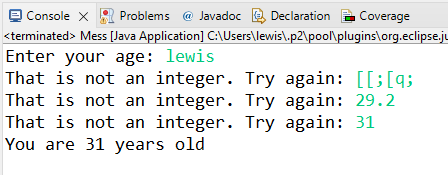 Console Problems Javadoc Declaration Coverage
<terminated> Mess [Java Application] C:\Users\lewis\.p2\pool\plugins\org.eclipse.ju
Enter your age: lewis
That is not an integer. Try again: [[;[q;
That is not an integer. Try again: 29.2
That is not an integer. Try again: 31
You are 31 years old